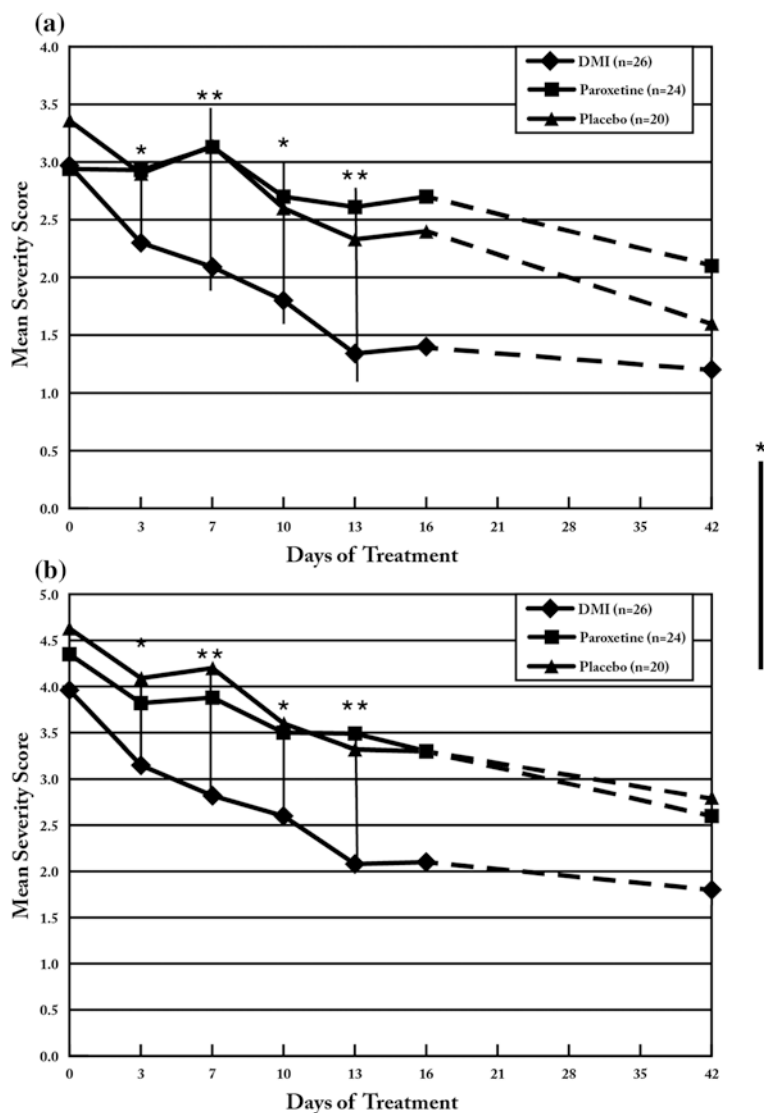 (a)
4.0
3.5
3.0
2.5
2.0
1.5
1.0
0.5
0.0
Mean Severity Score
DMI (n=26)
Paroxetine (n=24)
Placebo (n=20)
* ** * **
0 3 7 10 13 16 21 28 35 42
Days of Treatment
*
(b)
5.0
4.5
4.0
3.5
3.0
2.5
2.0
1.5
1.0
0.5
0.0
Mean Severity Score
DMI (n=26)
Paroxetine (n=24)
Placebo (n=20)
* ** * **
0 3 7 10 13 16 21 28 35 42
Days of Treatment